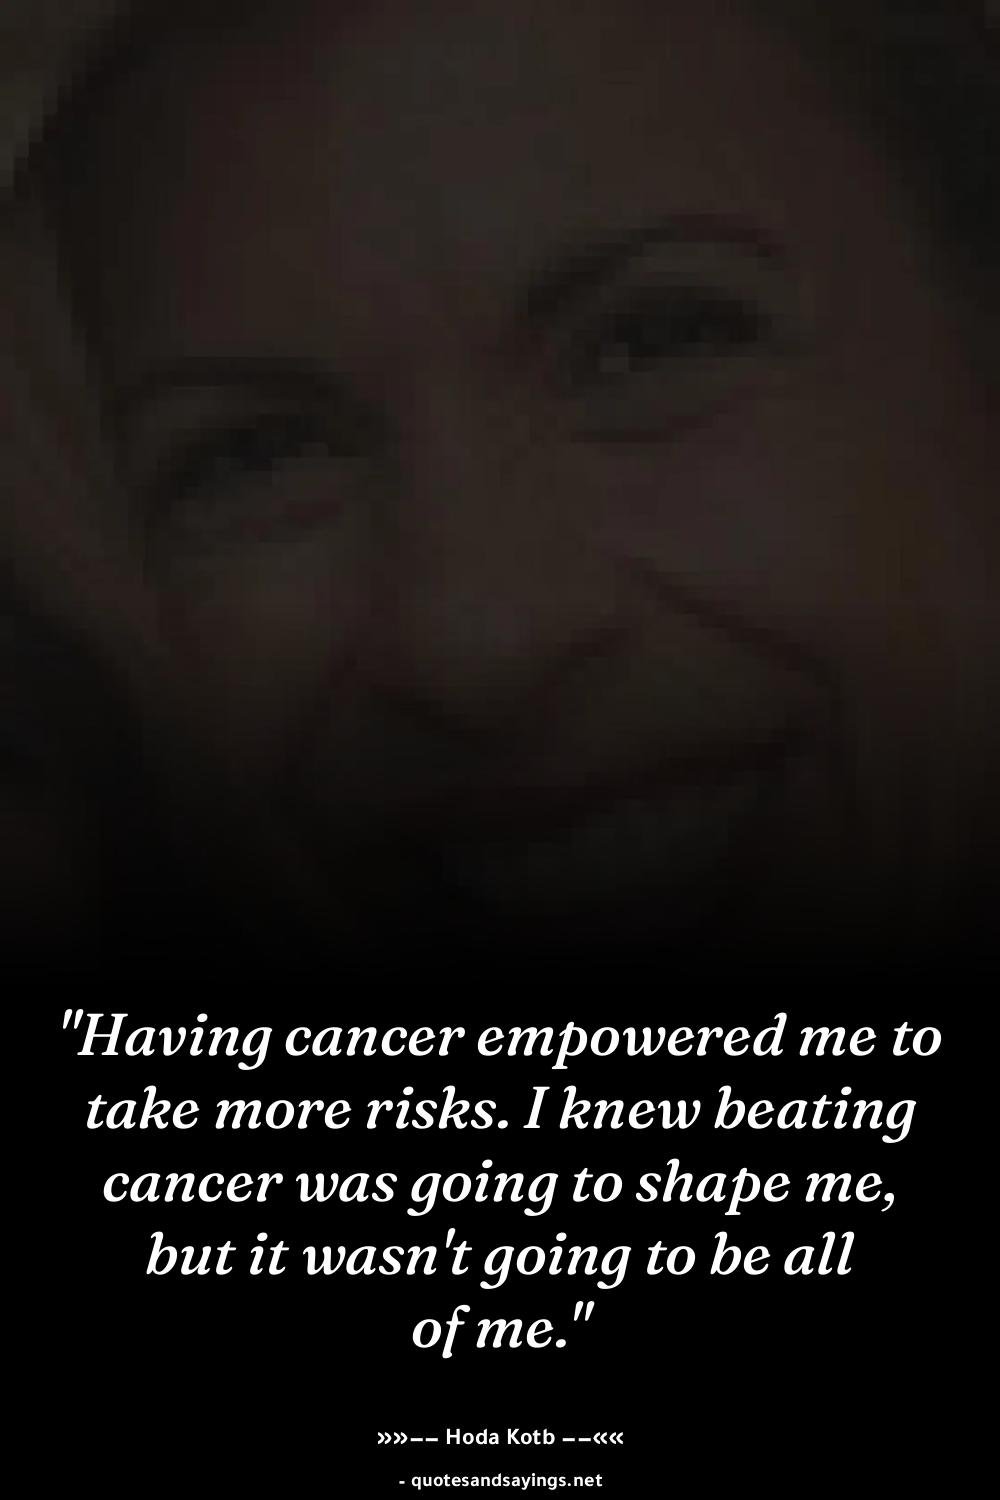 "Having cancer empowered me to
take more risks. I knew beating
cancer was going to shape me,
but it wasn't going to be all
of me."
»»–– Hoda Kotb ––««
- quotesandsayings.net